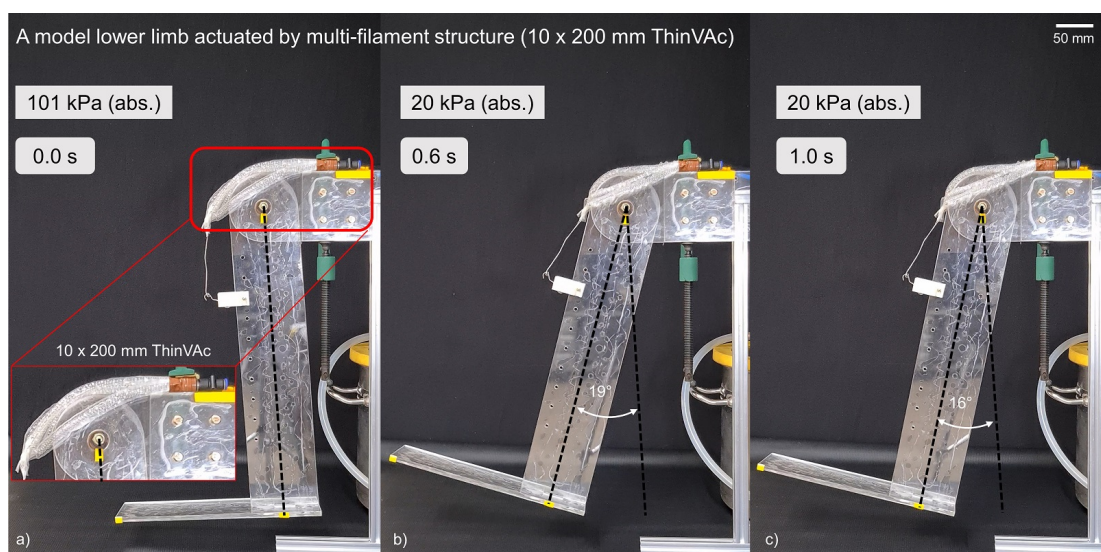 A model lower limb actuated by multi-filament structure (10 x 200 mm ThinVAc)
50 mm
101 kPa (abs.)
0.0 s
10 x 200 mm ThinVAc
a)
20 kPa (abs.)
0.6 s
19°
b)
20 kPa (abs.)
1.0 s
16°
c)